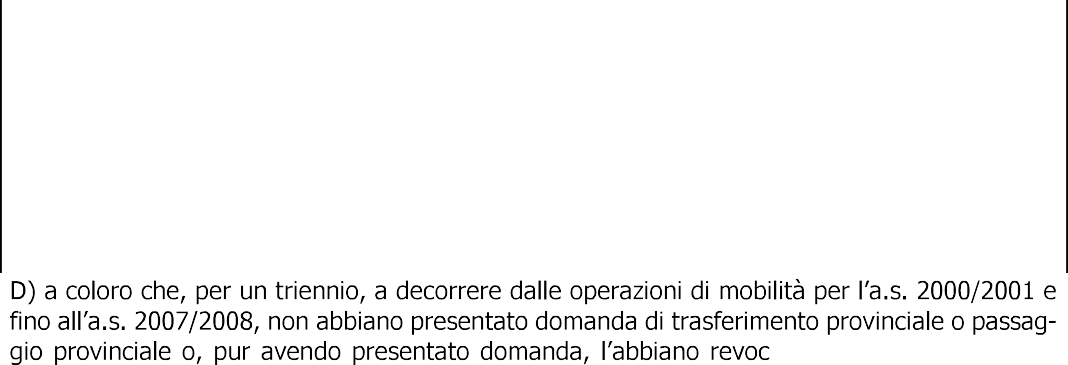 D) a coloro che, per un triennio, a decorrere dalle operazioni di mobilità per l'a.s. 2000/2001 e
fino all'a.s. 2007/2008, non abbiano presentato domanda di trasferimento provinciale o passag-
gio provinciale o, pur avendo presentato domanda, l'abbiano revoc